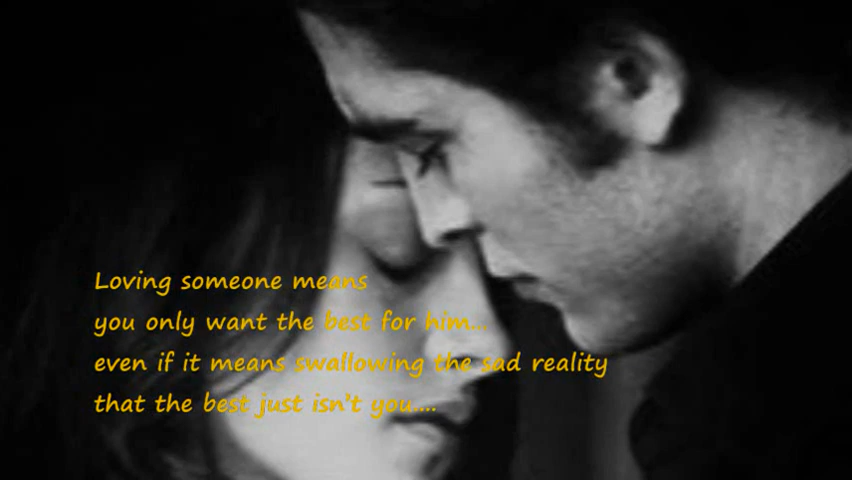 Loving someone means
you only want the best for him...
even if it means swallowing the sad reality
that the best just isn't you....